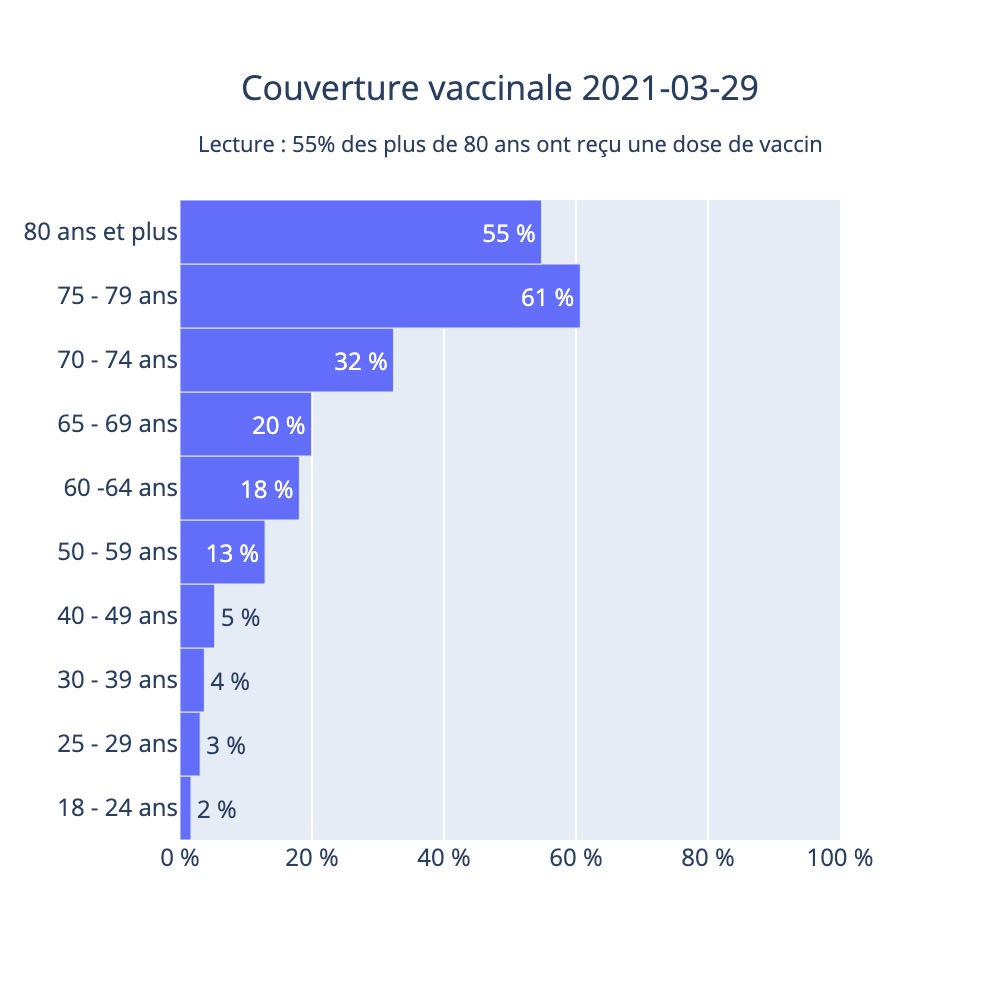 Couverture vaccinale 2021-03-29
Lecture : 55% des plus de 80 ans ont reçu une dose de vaccin
80 ans et plus 55 %
75 - 79 ans 61 %
70 - 74 ans 32 %
65 - 69 ans 20 %
60 -64 ans 18 %
50 - 59 ans 13 %
40 - 49 ans 5 %
30 - 39 ans 4 %
25 - 29 ans 3 %
18 - 24 ans 2 %
0 % 20 % 40 % 60 % 80 % 100 %